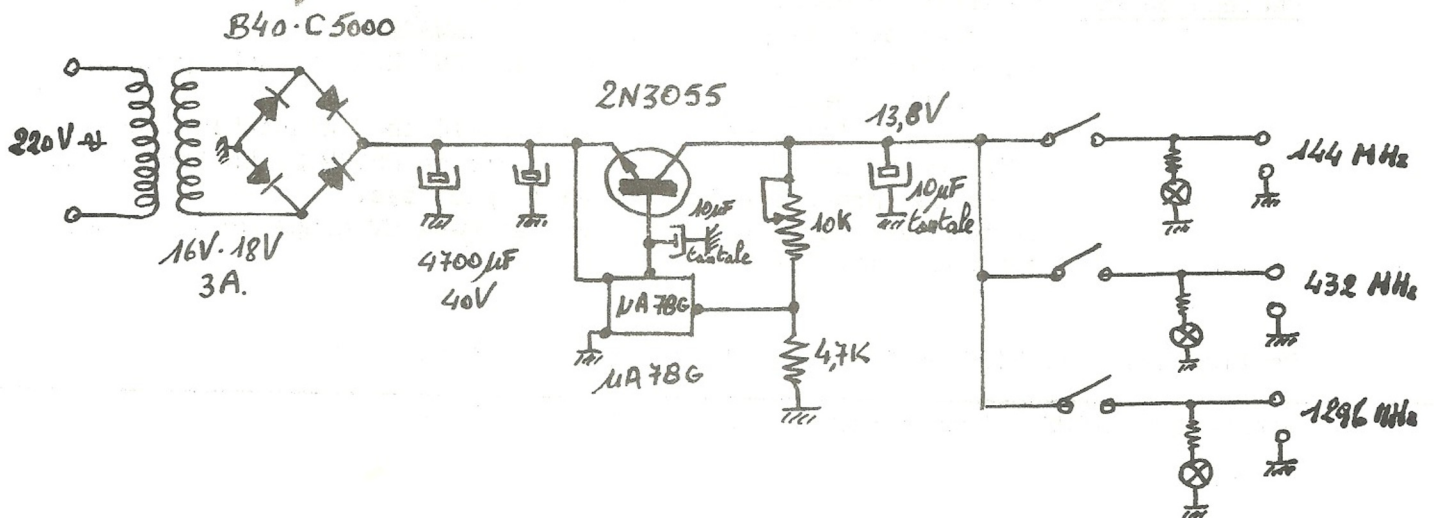 B40·C5000
220V
16V·18V
3A.
4700µF
40V
2N3055
10µF
tantale
µA78G
µA78G
10K
4,7K
13,8V
10µF
tantale
144 MHz
432 MHz
1296 MHz